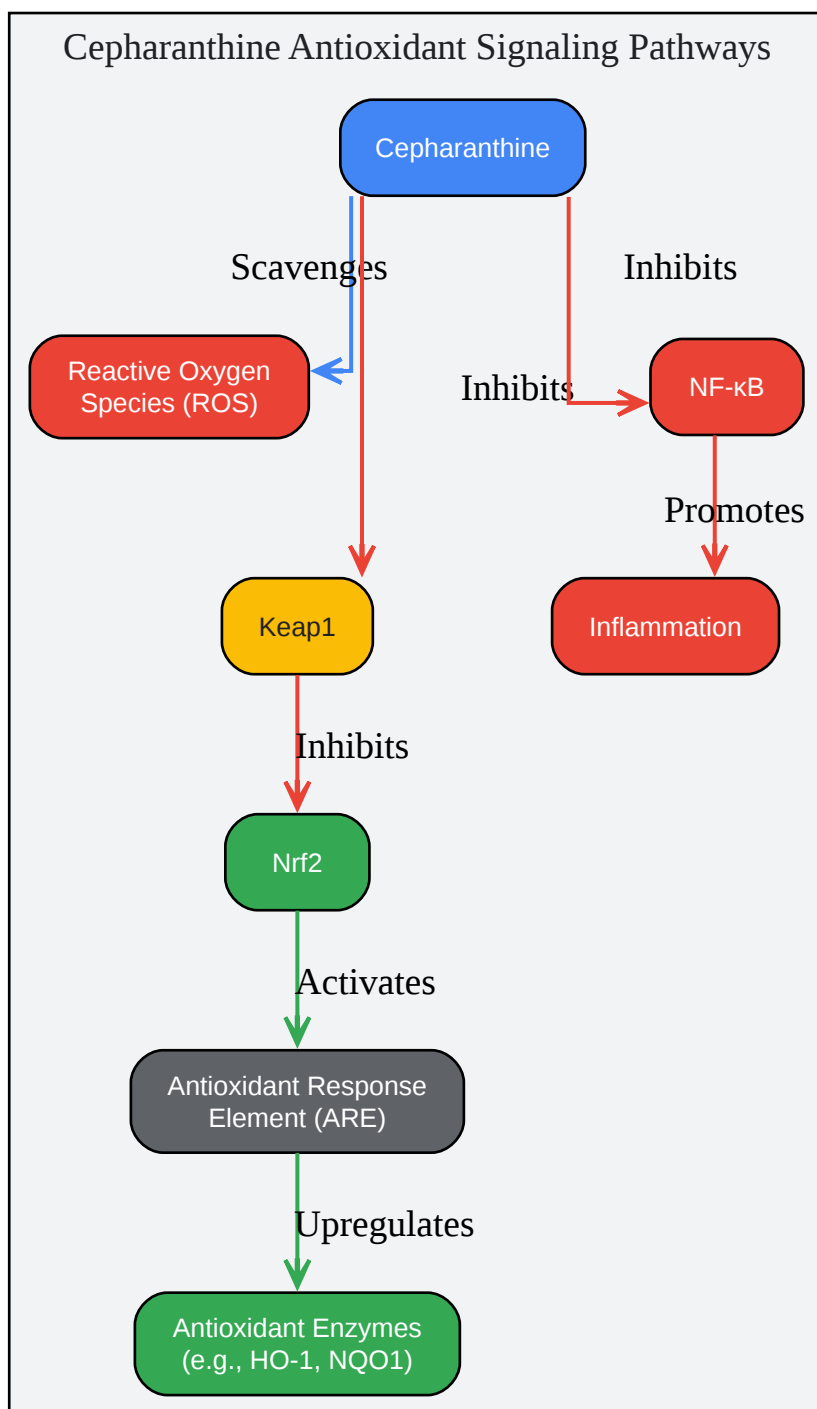 Cepharanthine Antioxidant Signaling Pathways
Cepharanthine
Scavenges
Inhibits
Reactive Oxygen
Species (ROS)
Inhibits
NF-κB
Promotes
Keap1
Inflammation
Inhibits
Nrf2
Activates
Antioxidant Response
Element (ARE)
Upregulates
Antioxidant Enzymes
(e.g., HO-1, NQO1)